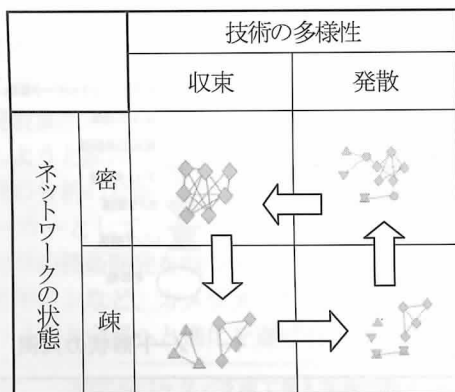 技術の多様性
収束
発散
ネットワークの状態
密
疎